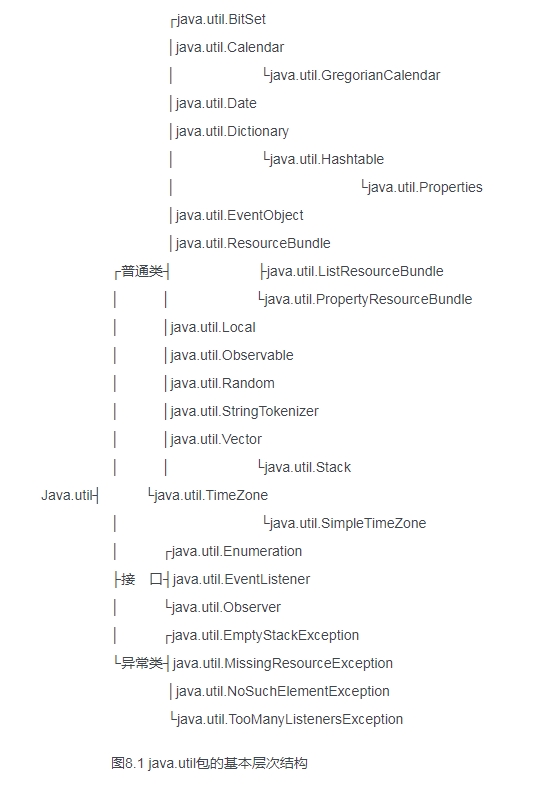 ┌java.util.BitSet
│java.util.Calendar
│ └java.util.GregorianCalendar
│java.util.Date
│java.util.Dictionary
│ └java.util.Hashtable
│ └java.util.Properties
│java.util.EventObject
│java.util.ResourceBundle
┌普通类┤ ├java.util.ListResourceBundle
│ │ └java.util.PropertyResourceBundle
│ │java.util.Local
│ │java.util.Observable
│ │java.util.Random
│ │java.util.StringTokenizer
│ │java.util.Vector
│ │ └java.util.Stack
Java.util┤ └java.util.TimeZone
│ └java.util.SimpleTimeZone
│ ┌java.util.Enumeration
├接 口┤java.util.EventListener
│ └java.util.Observer
│ ┌java.util.EmptyStackException
└异常类┤java.util.MissingResourceException
│java.util.NoSuchElementException
└java.util.TooManyListenersException
图8.1 java.util包的基本层次结构